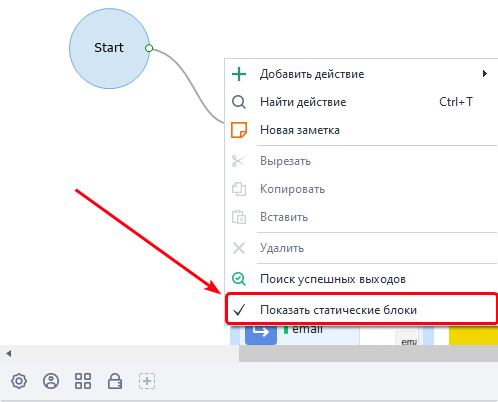 Start
Добавить действие
Найти действие Ctrl+T
Новая заметка
Вырезать
Копировать
Вставить
Удалить
Поиск успешных выходов
Показать статические блоки
email